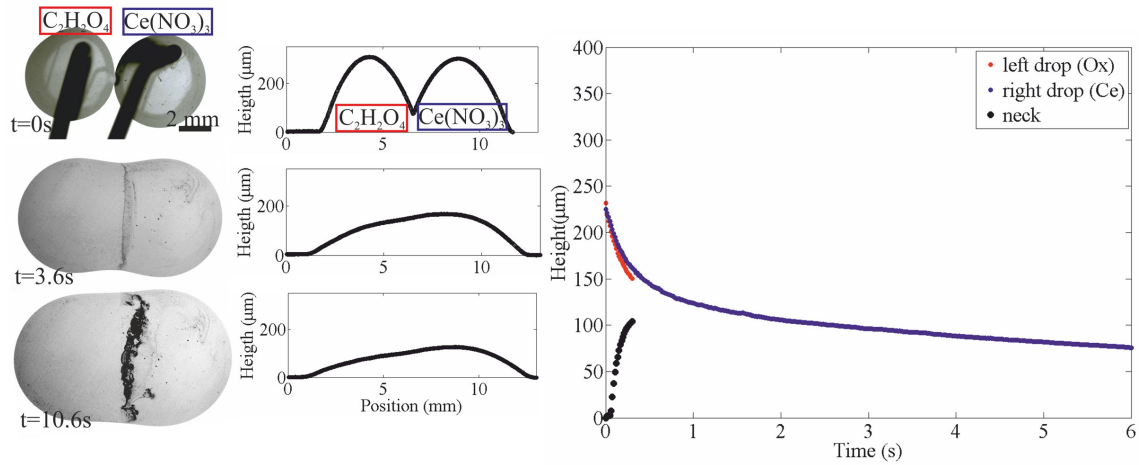 C2H2O4 Ce(NO3)3
t=0s
2 mm
t=3.6s
t=10.6s
Heigth (µm)
200
0
C2H2O4 Ce(NO3)3
0 5 10
Heigth (µm)
200
0
0 5 10
Heigth (µm)
200
0
0 5 10
Position (mm)
Height(µm)
400
350
300
250
200
150
100
50
0
left drop (Ox)
right drop (Ce)
neck
0 1 2 3 4 5 6
Time (s)